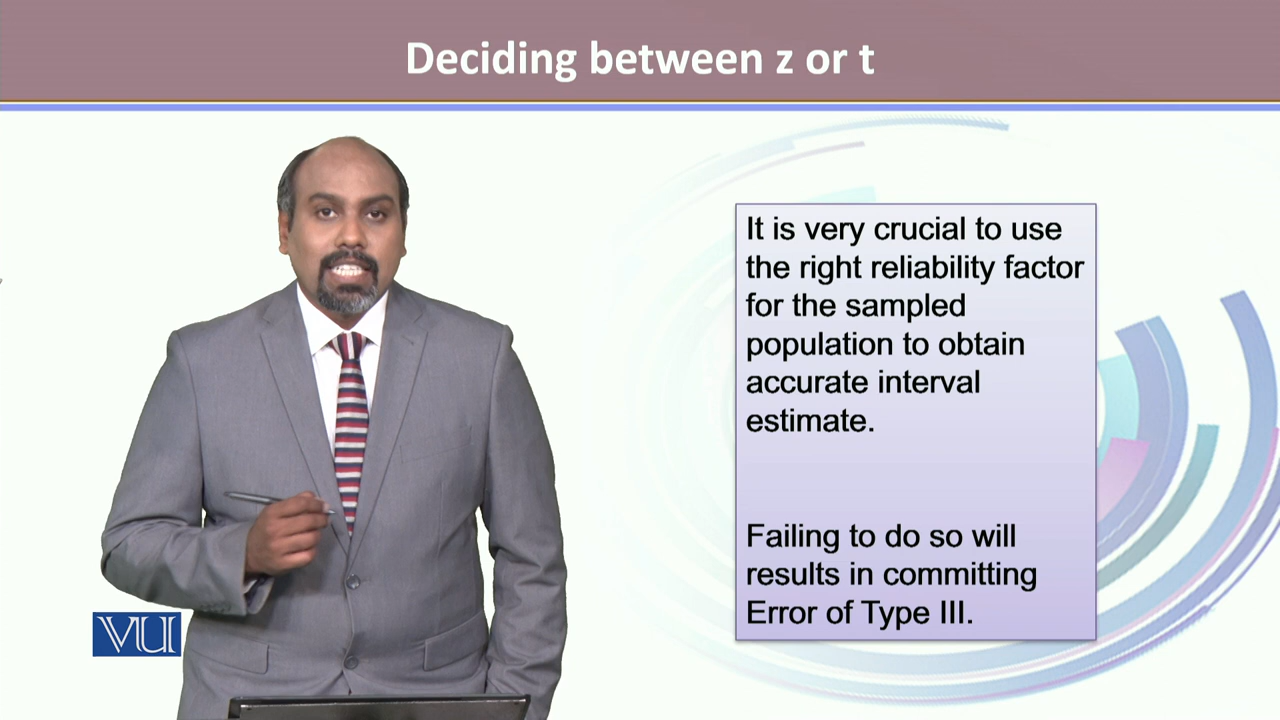 Deciding between z or t
It is very crucial to use
the right reliability factor
for the sampled
population to obtain
accurate interval
estimate.
Failing to do so will
results in committing
Error of Type III.
VU